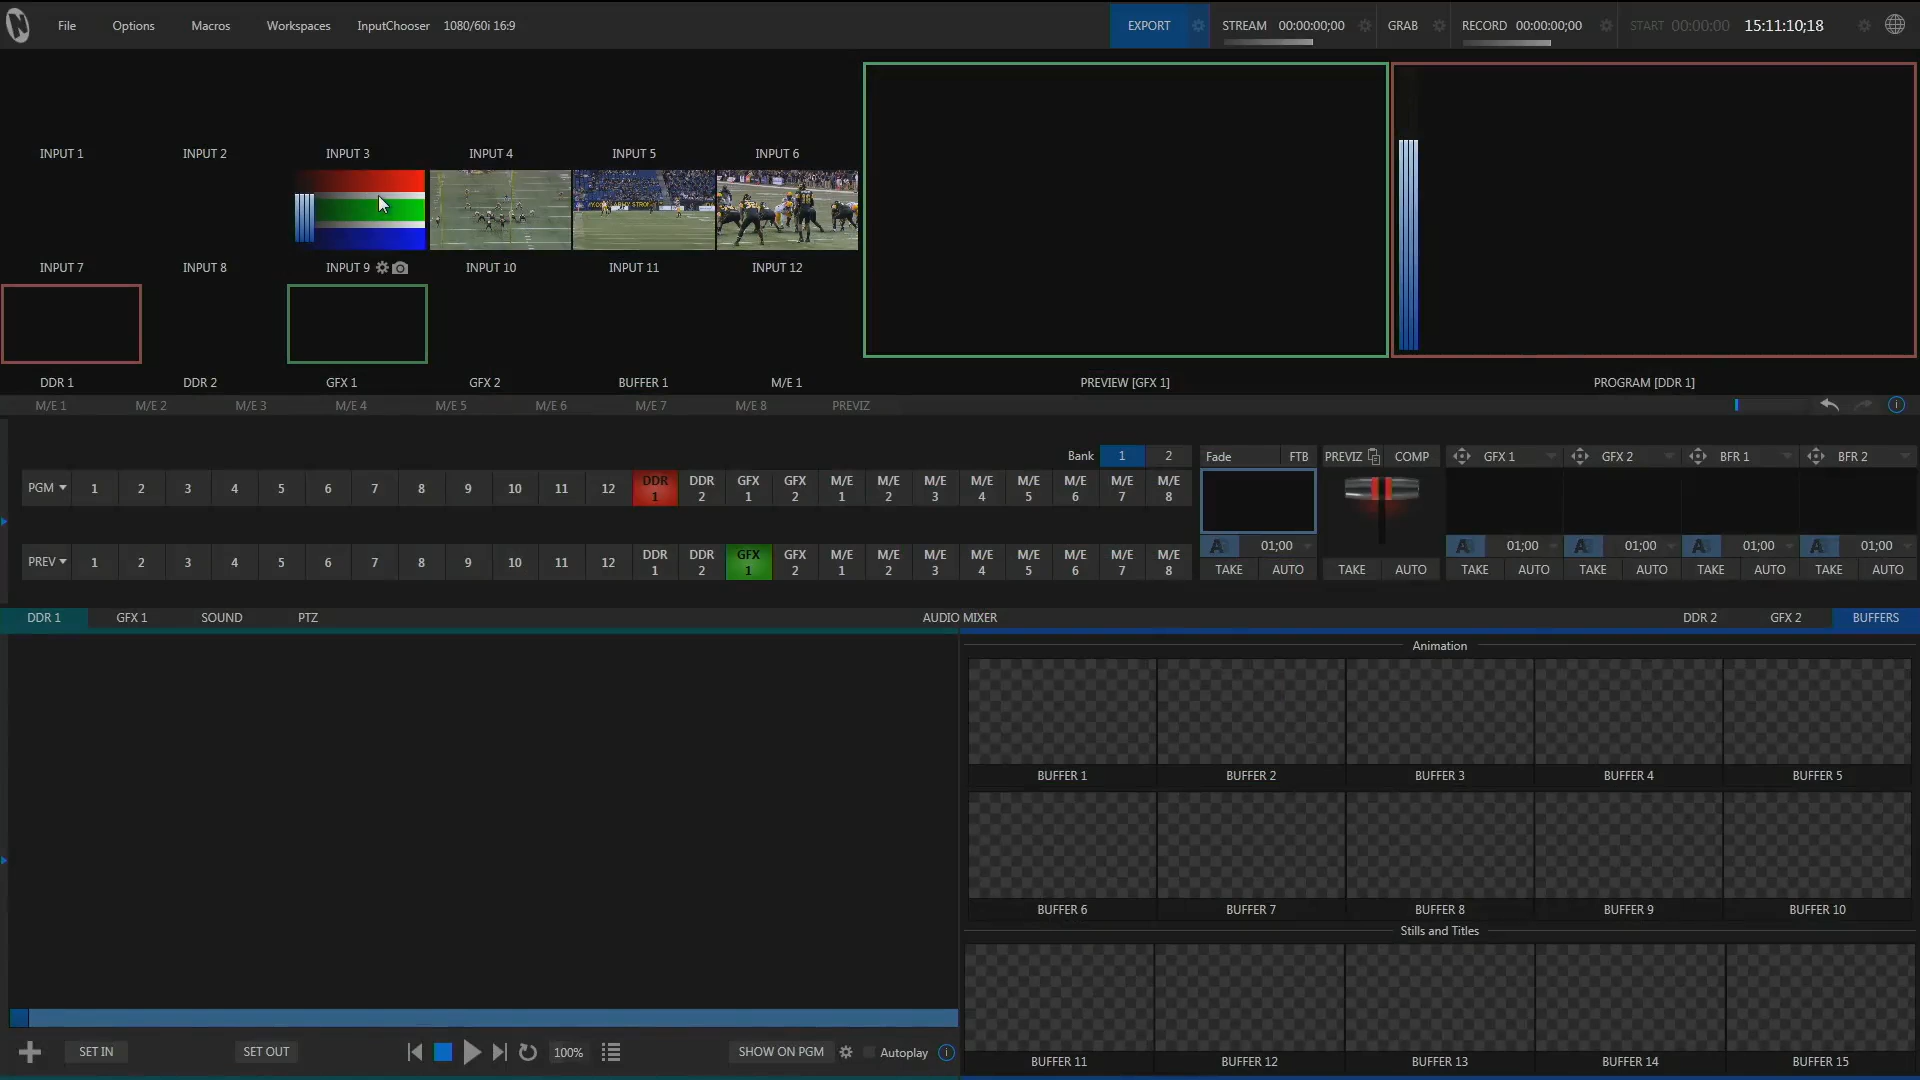 File Options Macros Workspaces InputChooser 1080/60i 16:9 EXPORT STREAM 00:00:00;00 GRAB RECORD 00:00:00;00 START 00:00:00 15:11:10;18
INPUT 1 INPUT 2 INPUT 3 INPUT 4 INPUT 5 INPUT 6
INPUT 7 INPUT 8 INPUT 9 INPUT 10 INPUT 11 INPUT 12
DDR 1 DDR 2 GFX 1 GFX 2 BUFFER 1 M/E 1 PREVIEW [GFX 1] PROGRAM [DDR 1]
M/E 1 M/E 2 M/E 3 M/E 4 M/E 5 M/E 6 M/E 7 M/E 8 PREVIZ
Bank 1 2 Fade FTB PREVIZ COMP GFX 1 GFX 2 BFR 1 BFR 2
PGM 1 2 3 4 5 6 7 8 9 10 11 12 DDR 1 DDR 2 GFX 1 GFX 2 M/E 1 M/E 2 M/E 3 M/E 4 M/E 5 M/E 6 M/E 7 M/E 8
01;00 01;00 01;00 01;00 01;00
PREV 1 2 3 4 5 6 7 8 9 10 11 12 DDR 1 DDR 2 GFX 1 GFX 2 M/E 1 M/E 2 M/E 3 M/E 4 M/E 5 M/E 6 M/E 7 M/E 8
TAKE AUTO TAKE AUTO TAKE AUTO TAKE AUTO TAKE AUTO TAKE AUTO
DDR 1 GFX 1 SOUND PTZ AUDIO MIXER DDR 2 GFX 2 BUFFERS
Animation
BUFFER 1 BUFFER 2 BUFFER 3 BUFFER 4 BUFFER 5
BUFFER 6 BUFFER 7 BUFFER 8 BUFFER 9 BUFFER 10
Stills and Titles
BUFFER 11 BUFFER 12 BUFFER 13 BUFFER 14 BUFFER 15
SET IN SET OUT 100% SHOW ON PGM Autoplay